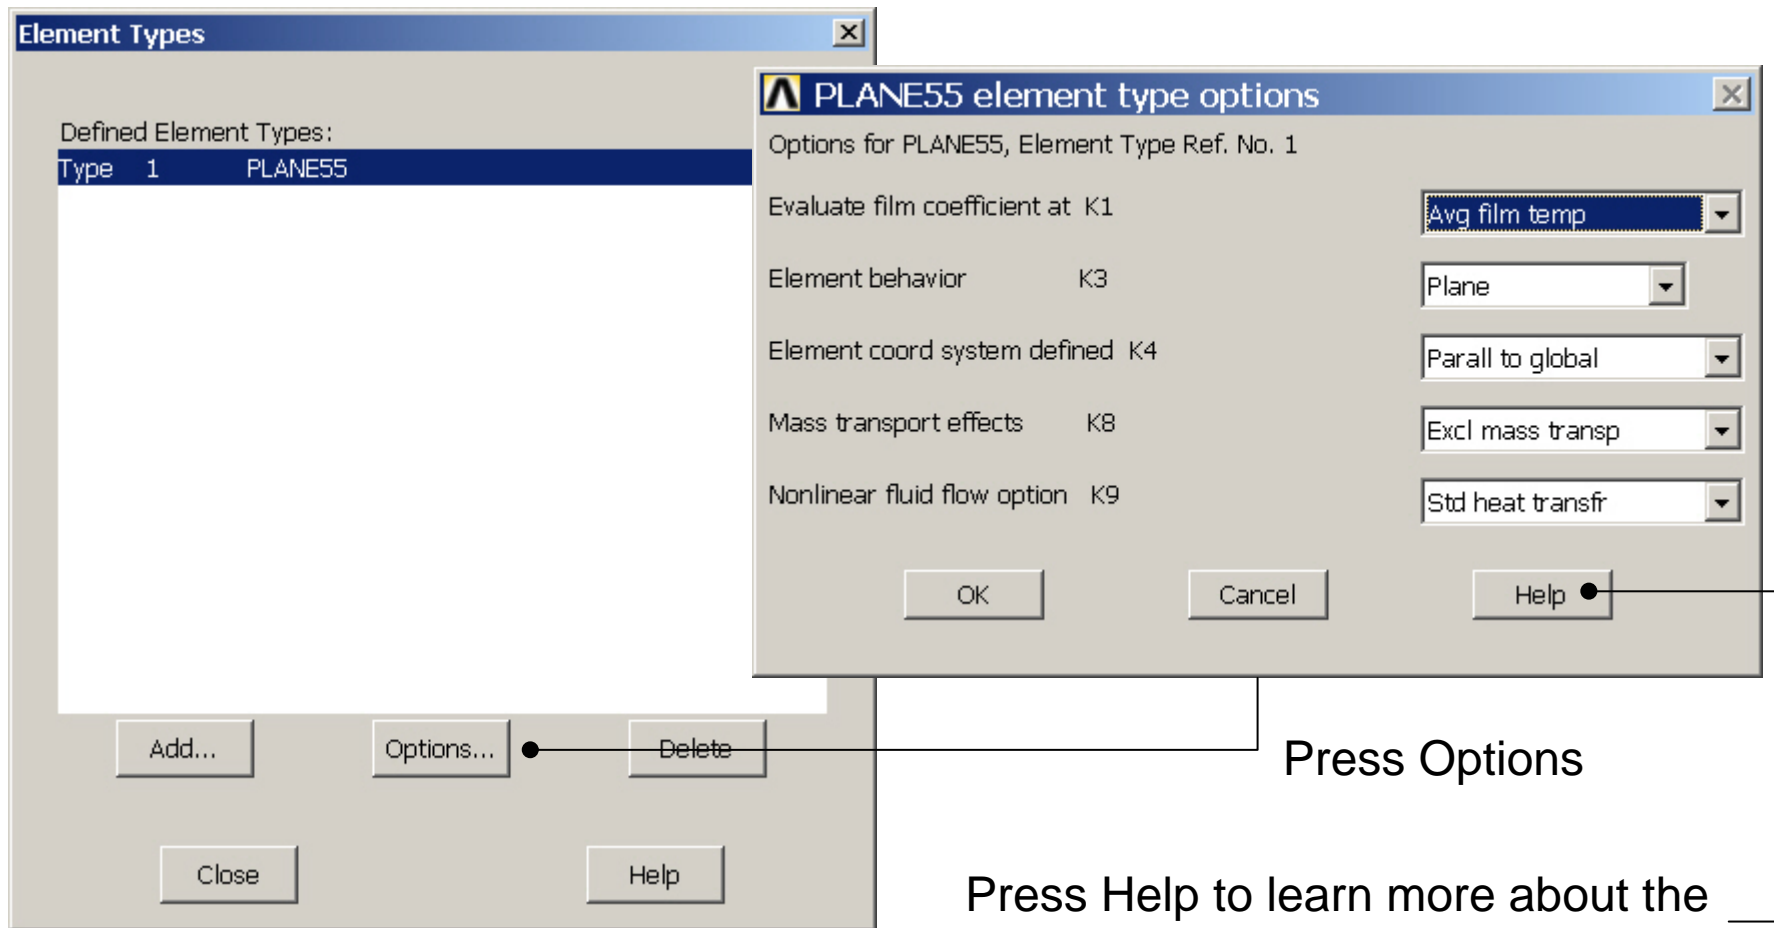 Element Types
Defined Element Types:
Type 1 PLANE55
Add...
Options...
Delete
Close
Help
PLANE55 element type options
Options for PLANE55, Element Type Ref. No. 1
Evaluate film coefficient at K1
Avg film temp
Element behavior K3
Plane
Element coord system defined K4
Parall to global
Mass transport effects K8
Excl mass transp
Nonlinear fluid flow option K9
Std heat transfr
OK
Cancel
Help
Press Options
Press Help to learn more about the